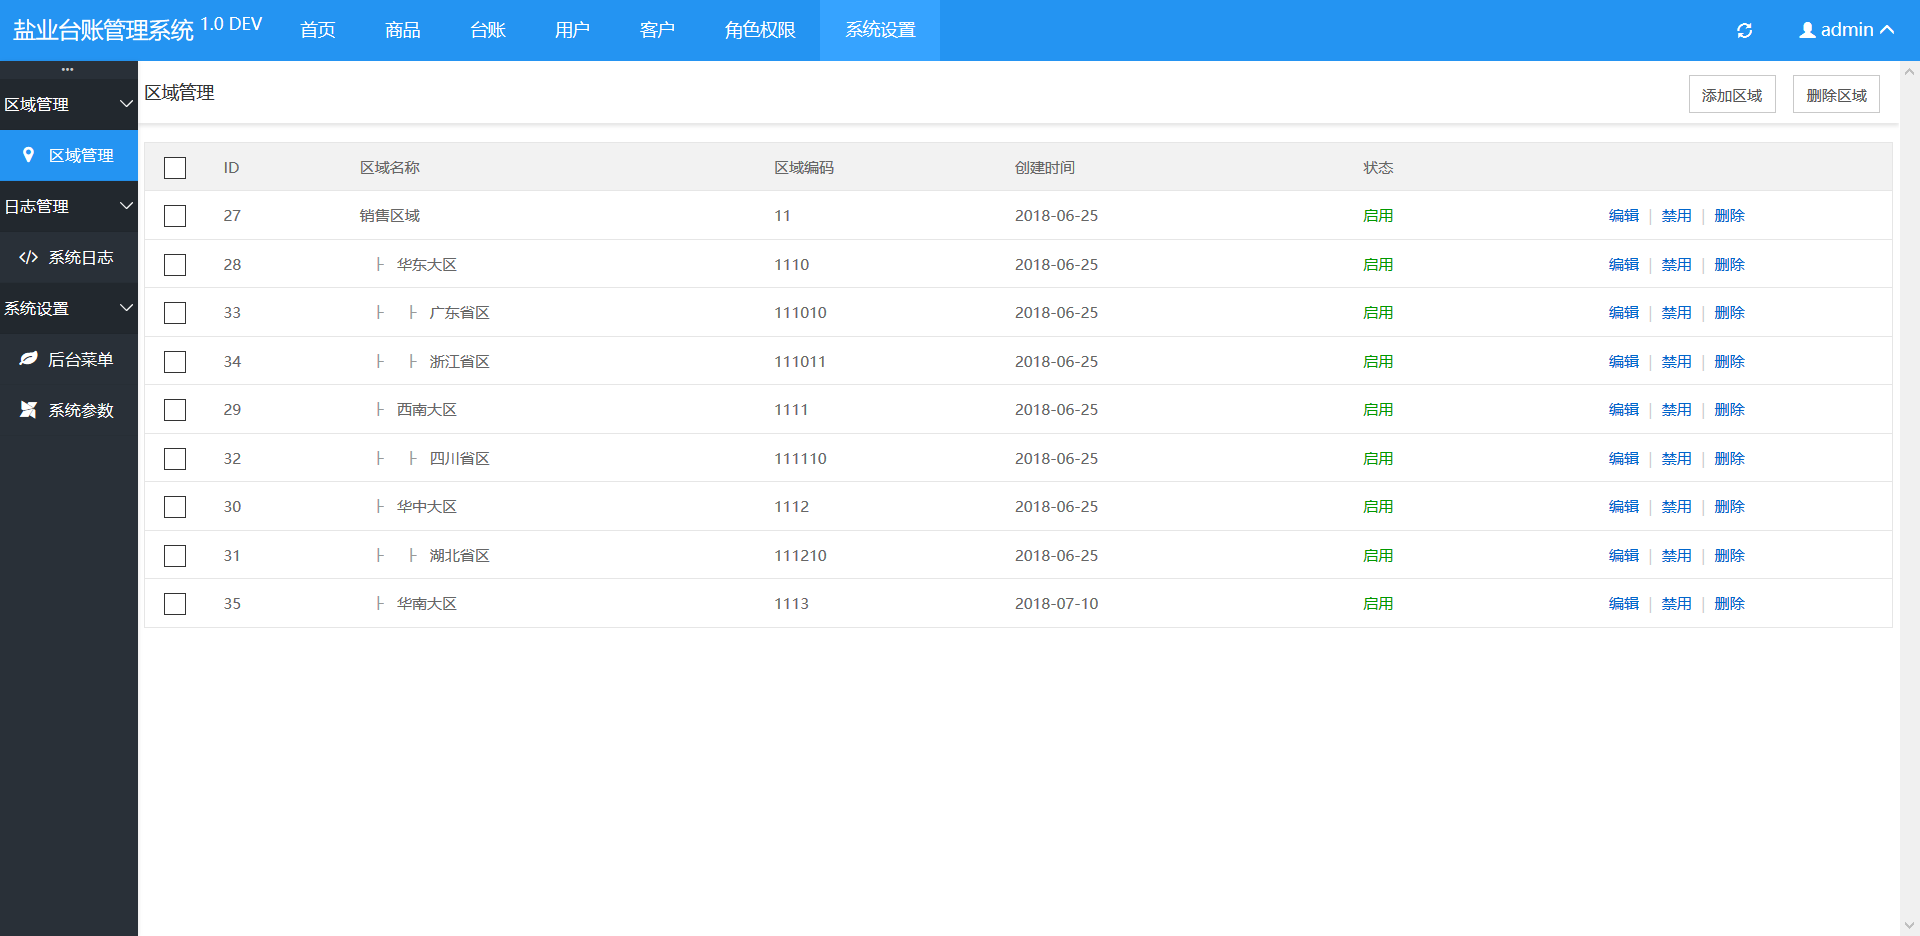 盐业台账管理系统 1.0 DEV 首页 商品 台账 用户 客户 角色权限 系统设置 admin
区域管理
区域管理
日志管理
系统日志
系统设置
后台菜单
系统参数
区域管理 添加区域 删除区域
ID 区域名称 区域编码 创建时间 状态
27 销售区域 11 2018-06-25 启用 编辑 | 禁用 | 删除
28 ├ 华东大区 1110 2018-06-25 启用 编辑 | 禁用 | 删除
33 ├ ├ 广东省区 111010 2018-06-25 启用 编辑 | 禁用 | 删除
34 ├ ├ 浙江省区 111011 2018-06-25 启用 编辑 | 禁用 | 删除
29 ├ 西南大区 1111 2018-06-25 启用 编辑 | 禁用 | 删除
32 ├ ├ 四川省区 111110 2018-06-25 启用 编辑 | 禁用 | 删除
30 ├ 华中大区 1112 2018-06-25 启用 编辑 | 禁用 | 删除
31 ├ ├ 湖北省区 111210 2018-06-25 启用 编辑 | 禁用 | 删除
35 ├ 华南大区 1113 2018-07-10 启用 编辑 | 禁用 | 删除